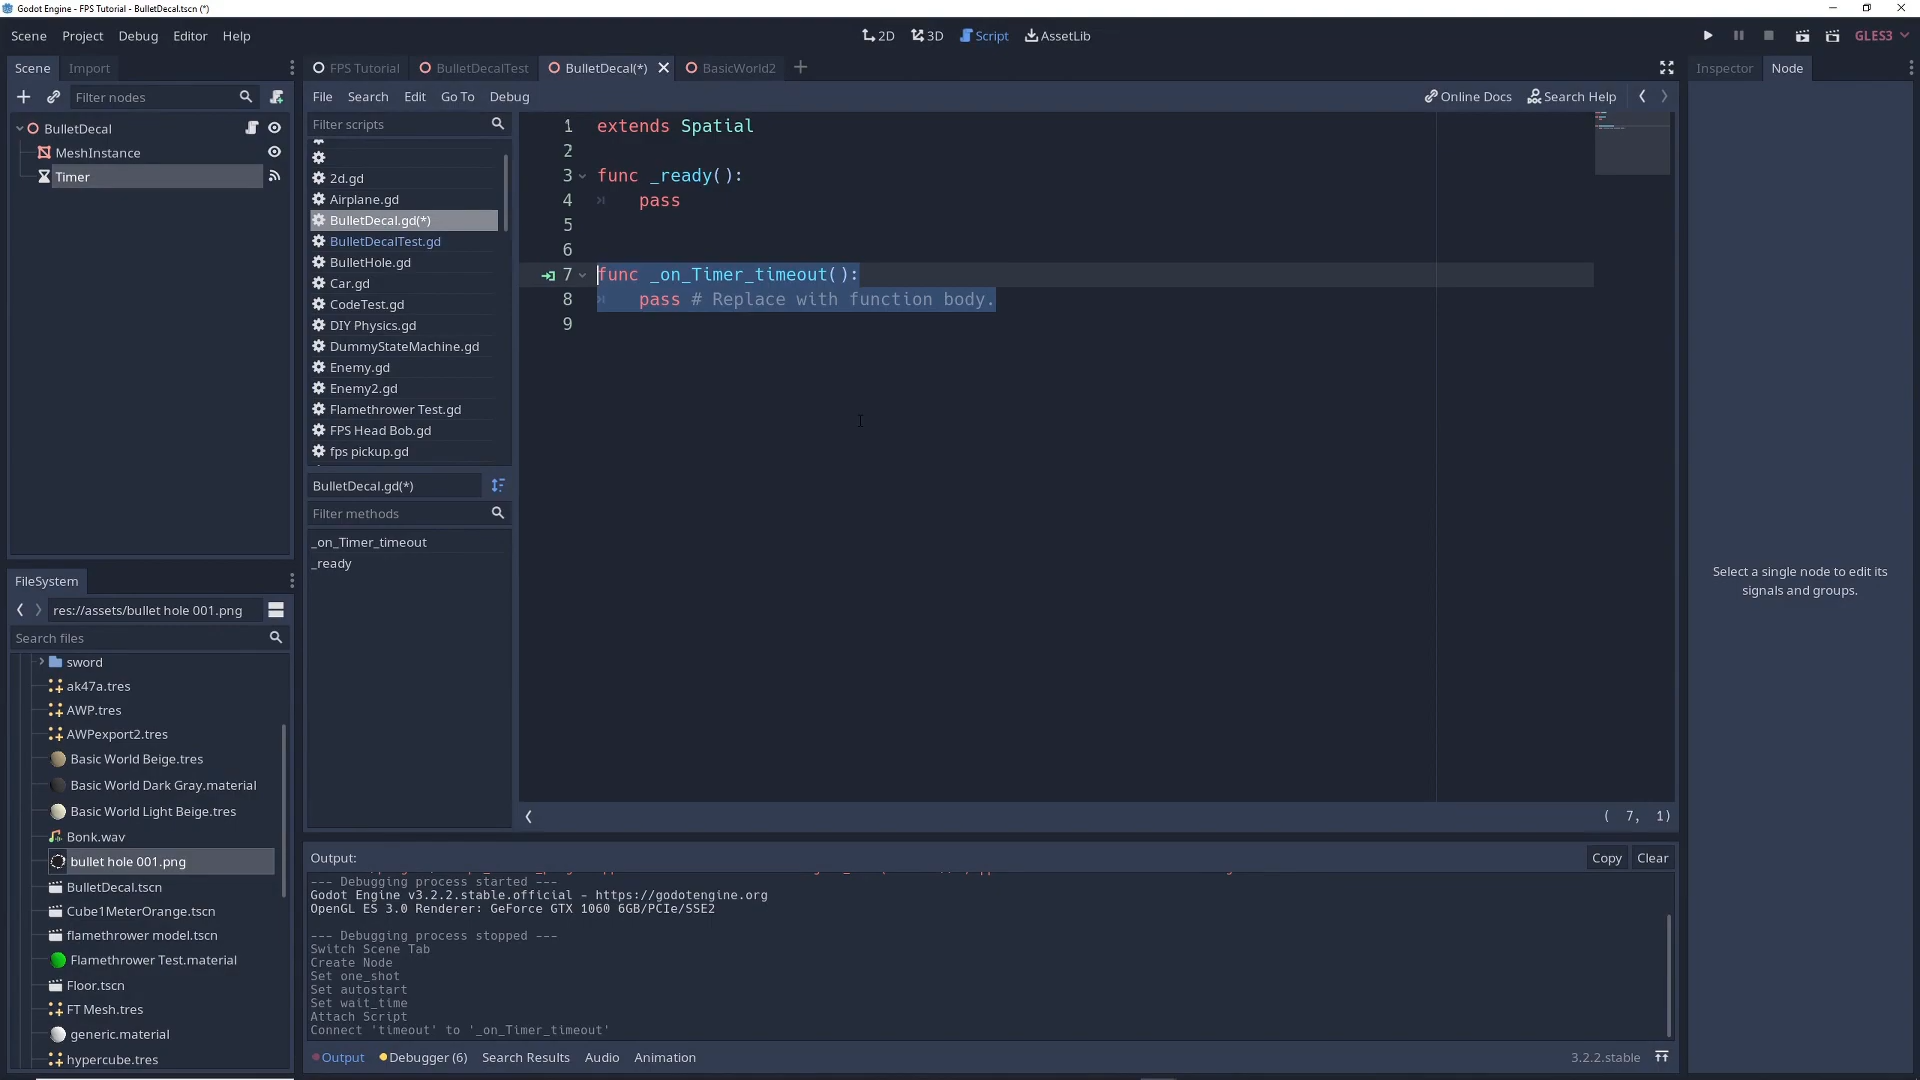 Godot Engine - FPS Tutorial - BulletDecal.tscn (*)
Scene Project Debug Editor Help
2D 3D Script AssetLib
GLES3
Scene Import
Filter nodes
BulletDecal
MeshInstance
Timer
FileSystem
res://assets/bullet hole 001.png
Search files
sword
ak47a.tres
AWP.tres
AWPexport2.tres
Basic World Beige.tres
Basic World Dark Gray.material
Basic World Light Beige.tres
Bonk.wav
bullet hole 001.png
BulletDecal.tscn
Cube1MeterOrange.tscn
flamethrower model.tscn
Flamethrower Test.material
Floor.tscn
FT Mesh.tres
generic.material
hypercube.tres
FPS Tutorial BulletDecalTest BulletDecal(*) BasicWorld2
File Search Edit Go To Debug
Online Docs Search Help
Filter scripts
2d.gd
Airplane.gd
BulletDecal.gd(*)
BulletDecalTest.gd
BulletHole.gd
Car.gd
CodeTest.gd
DIY Physics.gd
DummyStateMachine.gd
Enemy.gd
Enemy2.gd
Flamethrower Test.gd
FPS Head Bob.gd
fps pickup.gd
BulletDecal.gd(*)
Filter methods
_on_Timer_timeout
_ready
1 extends Spatial
2
3 func _ready():
4 pass
5
6
7 func _on_Timer_timeout():
8 pass # Replace with function body.
9
( 7, 1)
Output:
Copy Clear
--- Debugging process started ---
Godot Engine v3.2.2.stable.official - https://godotengine.org
OpenGL ES 3.0 Renderer: GeForce GTX 1060 6GB/PCIe/SSE2
--- Debugging process stopped ---
Switch Scene Tab
Create Node
Set one_shot
Set autostart
Set wait_time
Attach Script
Connect 'timeout' to '_on_Timer_timeout'
Output Debugger (6) Search Results Audio Animation
3.2.2.stable
Inspector Node
Select a single node to edit its
signals and groups.